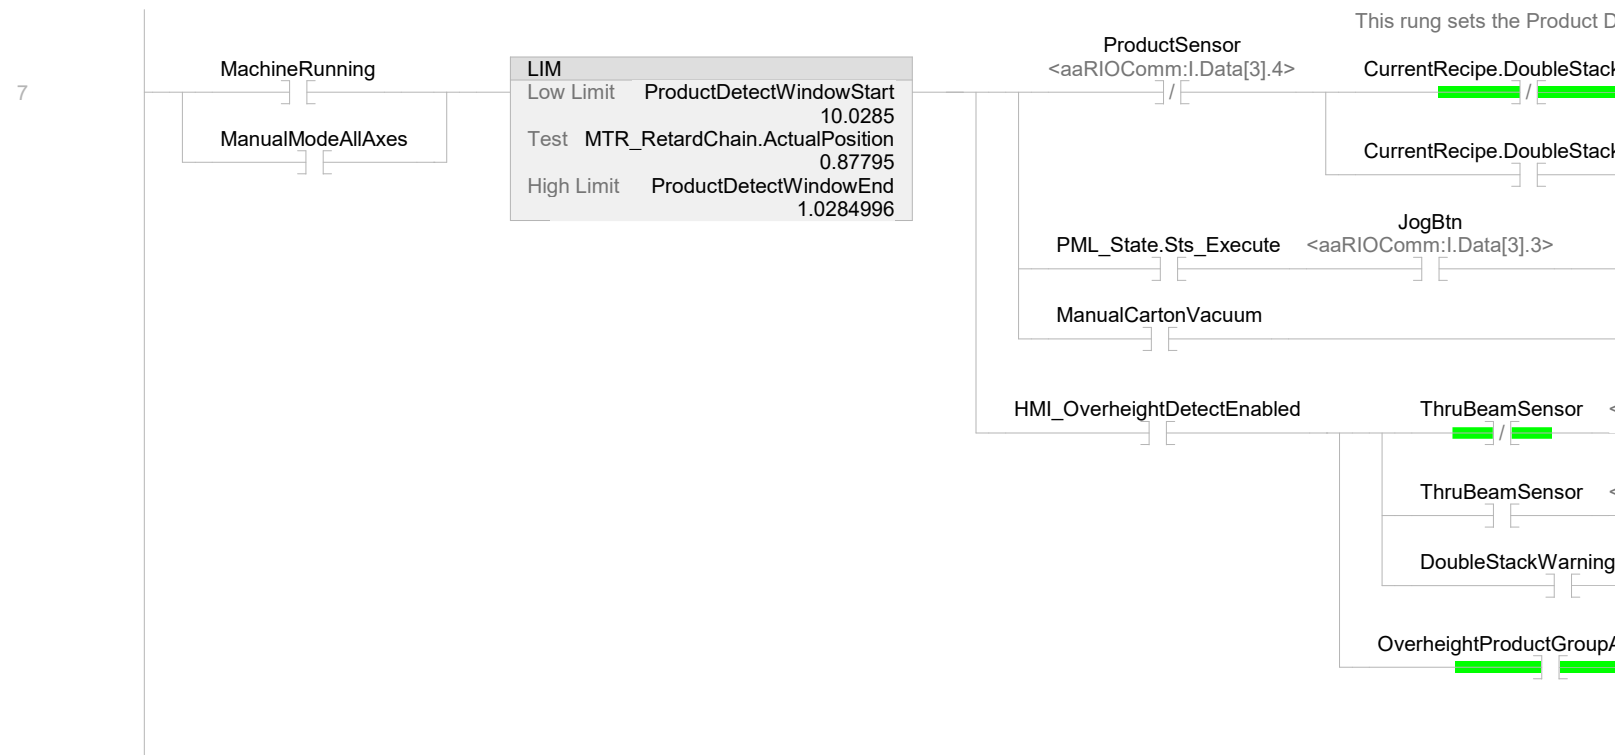 This rung sets the Product D
ProductSensor
MachineRunning
LIM
<aaRIOComm:I.Data[3].4>
CurrentRecipe.DoubleStack
7
Low Limit ProductDetectWindowStart
10.0285
ManualModeAllAxes
Test MTR_RetardChain.ActualPosition
0.87795
CurrentRecipe.DoubleStack
High Limit ProductDetectWindowEnd
1.0284996
JogBtn
PML_State.Sts_Execute
<aaRIOComm:I.Data[3].3>
ManualCartonVacuum
HMI_OverheightDetectEnabled
ThruBeamSensor <
ThruBeamSensor <
DoubleStackWarning
OverheightProductGroupA